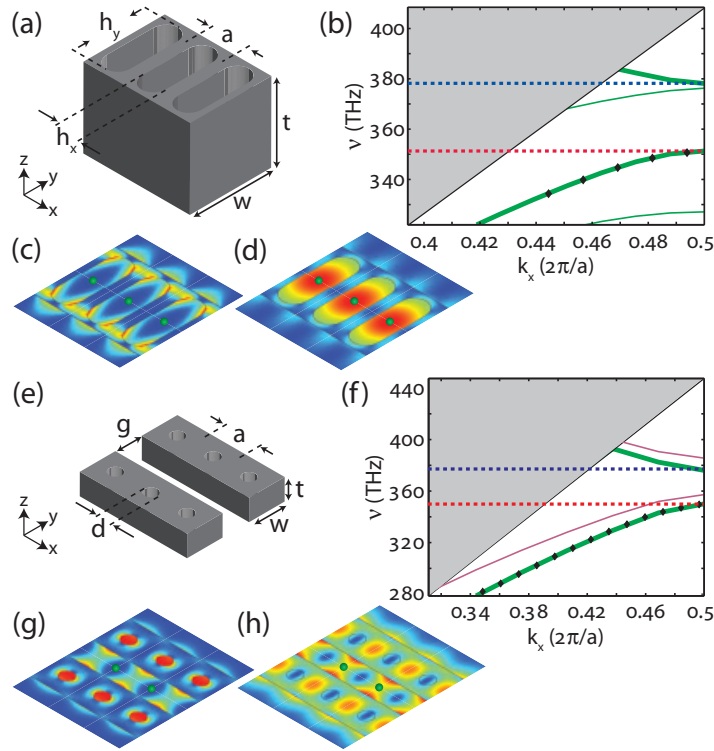 (a)
h_y
a
h_x
t
w
z
y
x
(b)
ν (THz)
400
380
360
340
0.4
0.42
0.44
0.46
0.48
0.5
k_x (2π/a)
(c)
(d)
(e)
g
a
d
t
w
z
y
x
(f)
ν (THz)
440
400
360
320
280
0.34
0.38
0.42
0.46
0.5
k_x (2π/a)
(g)
(h)